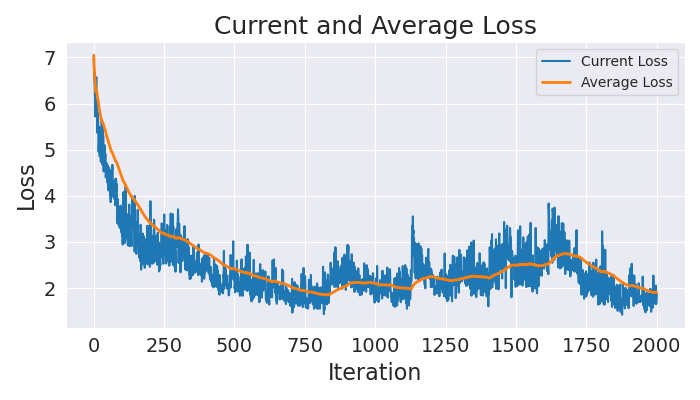 Current and Average Loss
Loss
7
6
5
4
3
2
Current Loss
Average Loss
0 250 500 750 1000 1250 1500 1750 2000
Iteration